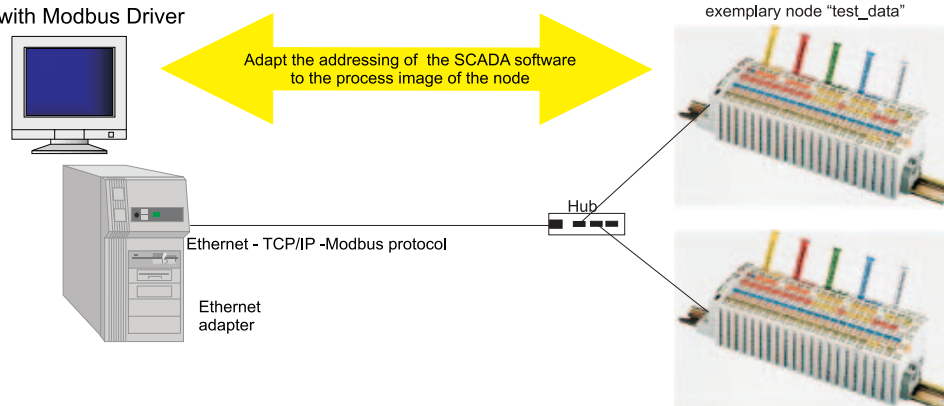 with Modbus Driver
exemplary node “test_data”
Adapt the addressing of the SCADA software
to the process image of the node
Hub
Ethernet - TCP/IP -Modbus protocol
Ethernet
adapter